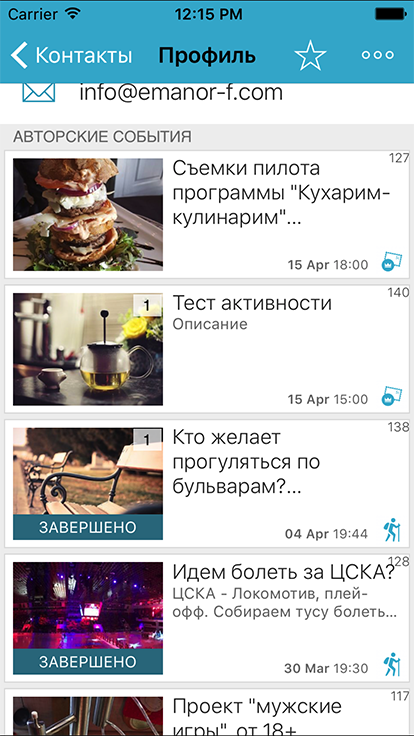 Carrier 12:15 PM
Контакты Профиль
info@emanor-f.com
АВТОРСКИЕ СОБЫТИЯ
127
Съемки пилота
программы "Кухарим-
кулинарим"...
15 Apr 18:00
140
1
Тест активности
Описание
15 Apr 15:00
138
1
Кто желает
прогуляться по
бульварам?...
ЗАВЕРШЕНО
04 Apr 19:44
128
Идем болеть за ЦСКА?
ЦСКА - Локомотив, плей-
офф. Собираем тусу болеть...
ЗАВЕРШЕНО
30 Mar 19:30
117
Проект "мужские
игры", от 18+